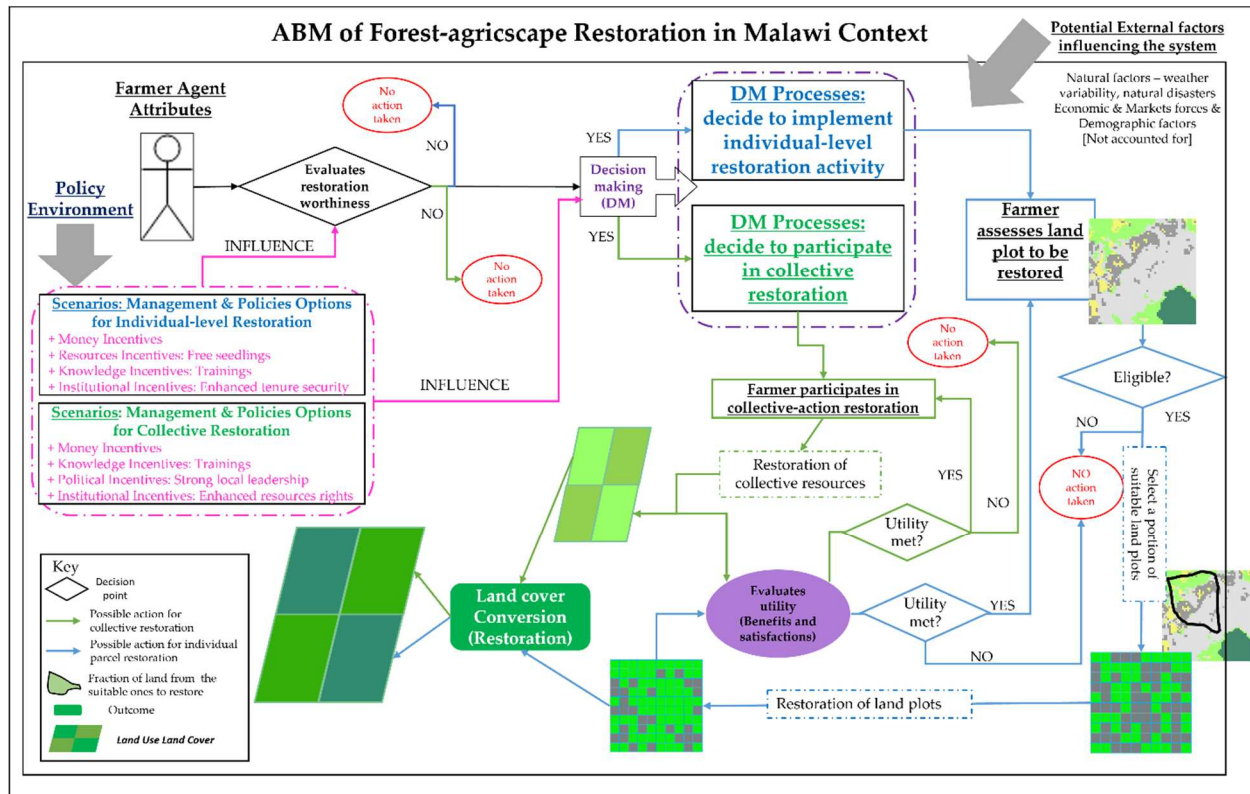 ABM of Forest-agricscape Restoration in Malawi Context
Potential External factors
influencing the system
Natural factors – weather
variability, natural disasters
Economic & Markets forces &
Demographic factors
[Not accounted for]
Farmer Agent
Attributes
Policy
Environment
No
action
taken
NO
Evaluates
restoration
worthiness
NO
No
action
taken
INFLUENCE
Decision
making
(DM)
YES
YES
DM Processes:
decide to implement
individual-level
restoration activity
DM Processes:
decide to participate
in collective
restoration
Farmer
assesses land
plot to be
restored
Scenarios: Management & Policies Options
for Individual-level Restoration
+ Money Incentives
+ Resources Incentives: Free seedlings
+ Knowledge Incentives: Trainings
+ Institutional Incentives: Enhanced tenure security
Scenarios: Management & Policies Options
for Collective Restoration
+ Money Incentives
+ Knowledge Incentives: Trainings
+ Political Incentives: Strong local leadership
+ Institutional Incentives: Enhanced resources rights
INFLUENCE
No
action
taken
Farmer participates in
collective-action restoration
Restoration of
collective resources
YES
NO
Utility
met?
Eligible?
NO
YES
NO
action
taken
Select a portion of
suitable land plots
Evaluates
utility
(Benefits and
satisfactions)
Utility
met?
YES
NO
Land cover
Conversion
(Restoration)
Restoration of land plots
Key
Decision
point
Possible action for
collective restoration
Possible action for individual
parcel restoration
Fraction of land from the
suitable ones to restore
Outcome
Land Use Land Cover